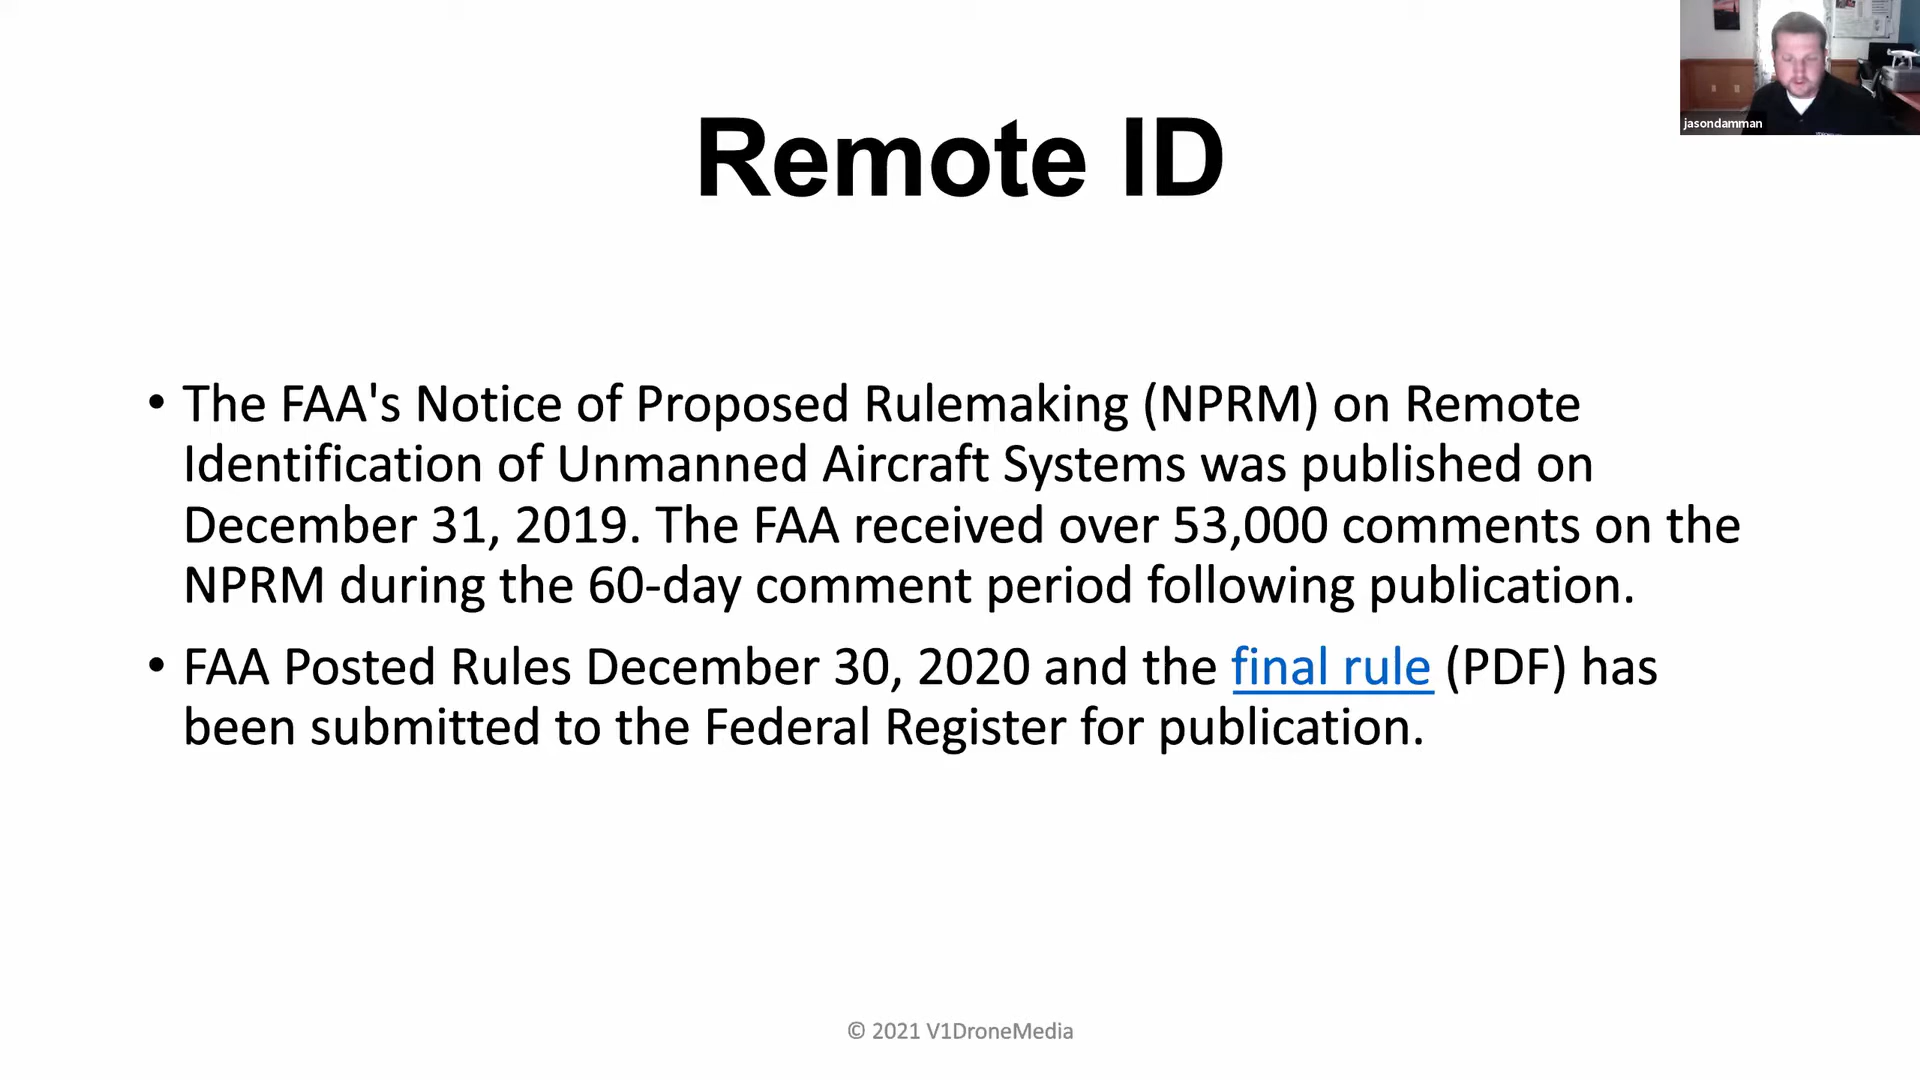 jasondamman
Remote ID
• The FAA's Notice of Proposed Rulemaking (NPRM) on Remote
Identification of Unmanned Aircraft Systems was published on
December 31, 2019. The FAA received over 53,000 comments on the
NPRM during the 60-day comment period following publication.
• FAA Posted Rules December 30, 2020 and the final rule (PDF) has
been submitted to the Federal Register for publication.
© 2021 V1DroneMedia